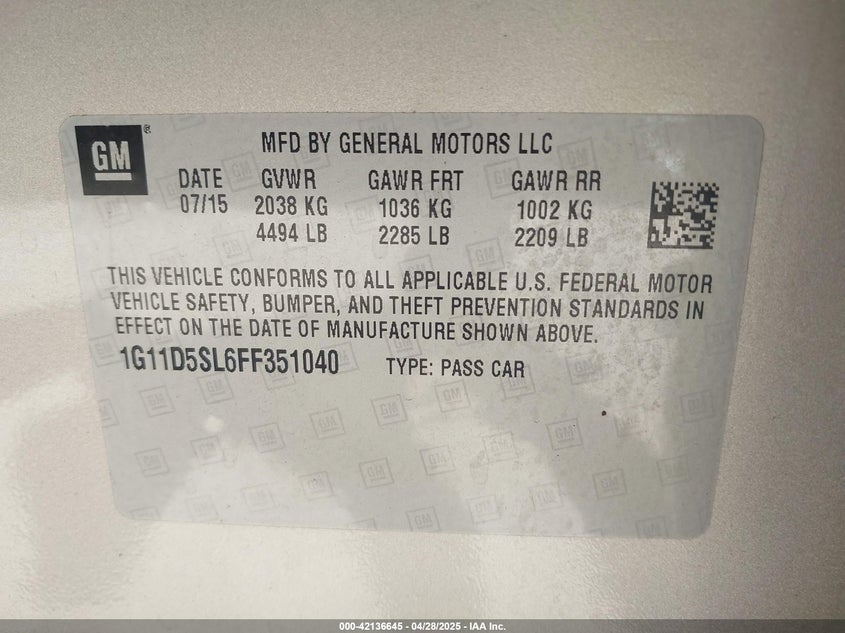 GM
MFD BY GENERAL MOTORS LLC
DATE GVWR GAWR FRT GAWR RR
07/15 2038 KG 1036 KG 1002 KG
4494 LB 2285 LB 2209 LB
THIS VEHICLE CONFORMS TO ALL APPLICABLE U.S. FEDERAL MOTOR
VEHICLE SAFETY, BUMPER, AND THEFT PREVENTION STANDARDS IN
EFFECT ON THE DATE OF MANUFACTURE SHOWN ABOVE.
1G11D5SL6FF351040 TYPE: PASS CAR
000-42136645 - 04/28/2025 - IAA Inc.